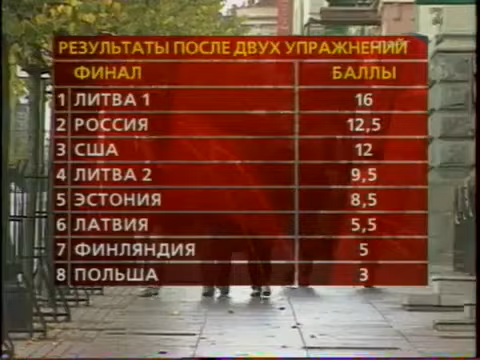 РЕЗУЛЬТАТЫ ПОСЛЕ ДВУХ УПРАЖНЕНИЙ
ФИНАЛ БАЛЛЫ
1 ЛИТВА 1 16
2 РОССИЯ 12,5
3 США 12
4 ЛИТВА 2 9,5
5 ЭСТОНИЯ 8,5
6 ЛАТВИЯ 5,5
7 ФИНЛЯНДИЯ 5
8 ПОЛЬША 3